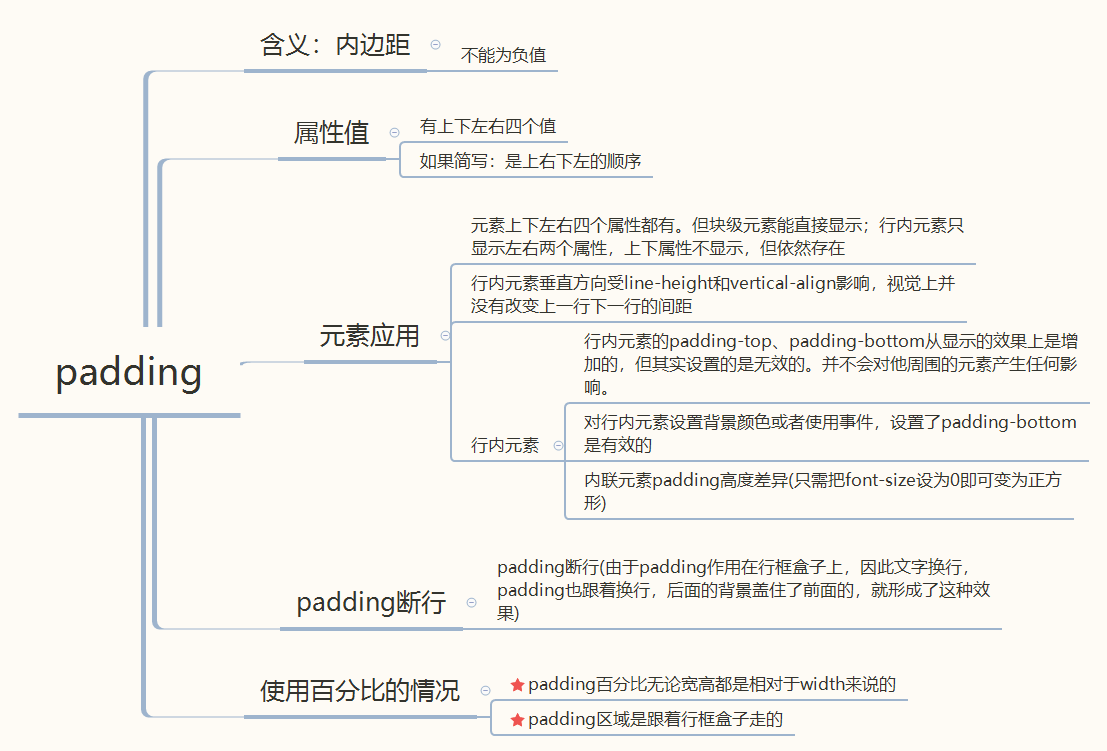 含义：内边距
不能为负值
属性值
有上下左右四个值
如果简写：是上右下左的顺序
元素上下左右四个属性都有。但块级元素能直接显示；行内元素只
显示左右两个属性，上下属性不显示，但依然存在
行内元素垂直方向受line-height和vertical-align影响，视觉上并
没有改变上一行下一行的间距
元素应用
行内元素的padding-top、padding-bottom从显示的效果上是增
加的，但其实设置的是无效的。并不会对他周围的元素产生任何影
响。
padding
对行内元素设置背景颜色或者使用事件，设置了padding-bottom
是有效的
行内元素
内联元素padding高度差异(只需把font-size设为0即可变为正方
形)
padding断行(由于padding作用在行框盒子上，因此文字换行，
padding也跟着换行，后面的背景盖住了前面的，就形成了这种效
果)
padding断行
使用百分比的情况
padding百分比无论宽高都是相对于width来说的
padding区域是跟着行框盒子走的